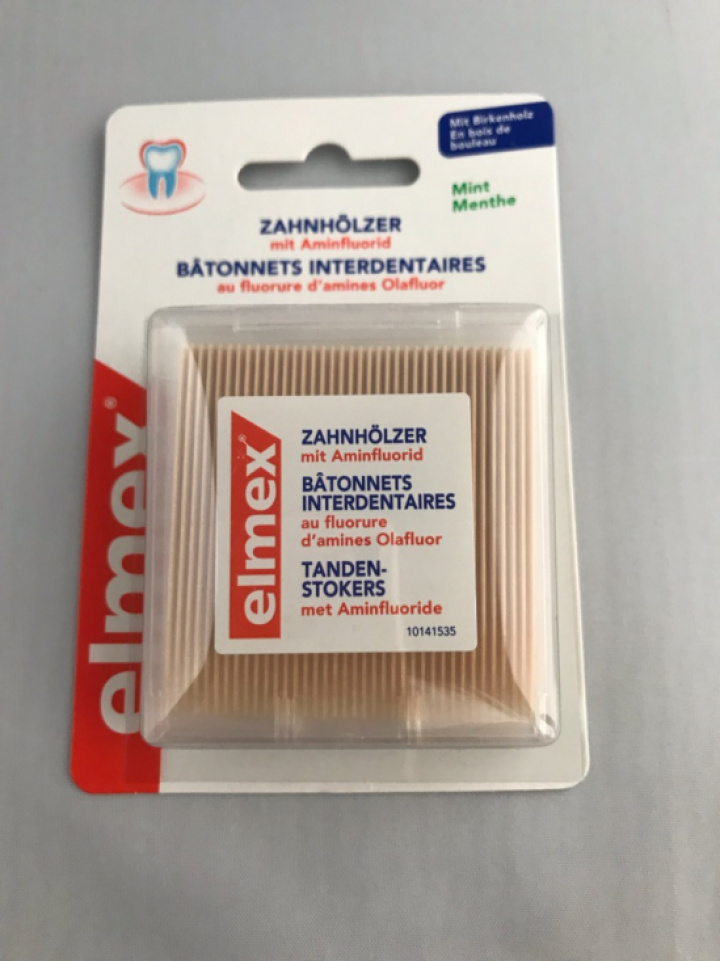 Mit Birkenholz
En bois de
bouleau
Mint
Menthe
ZAHNHÖLZER
mit Aminfluorid
BÂTONNETS INTERDENTAIRES
au fluorure d'amines Olafluor
elmex®
elmex®
ZAHNHÖLZER
mit Aminfluorid
BÂTONNETS
INTERDENTAIRES
au fluorure
d'amines Olafluor
TANDEN-
STOKERS
met Aminfluoride
10141535